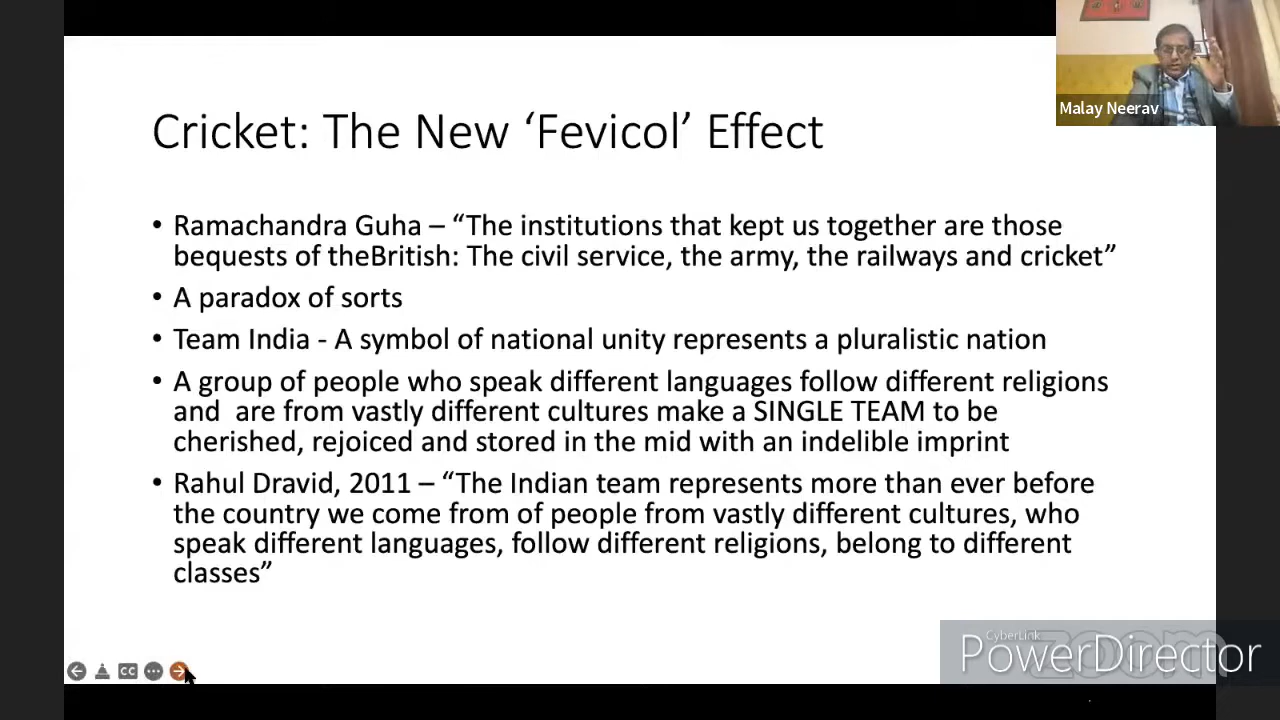 Malay Neerav
Cricket: The New ‘Fevicol’ Effect
• Ramachandra Guha – “The institutions that kept us together are those
bequests of theBritish: The civil service, the army, the railways and cricket”
• A paradox of sorts
• Team India - A symbol of national unity represents a pluralistic nation
• A group of people who speak different languages follow different religions
and  are from vastly different cultures make a SINGLE TEAM to be
cherished, rejoiced and stored in the mid with an indelible imprint
• Rahul Dravid, 2011 – “The Indian team represents more than ever before
the country we come from of people from vastly different cultures, who
speak different languages, follow different religions, belong to different
classes”
CC
CyberLink
zoom
PowerDirector